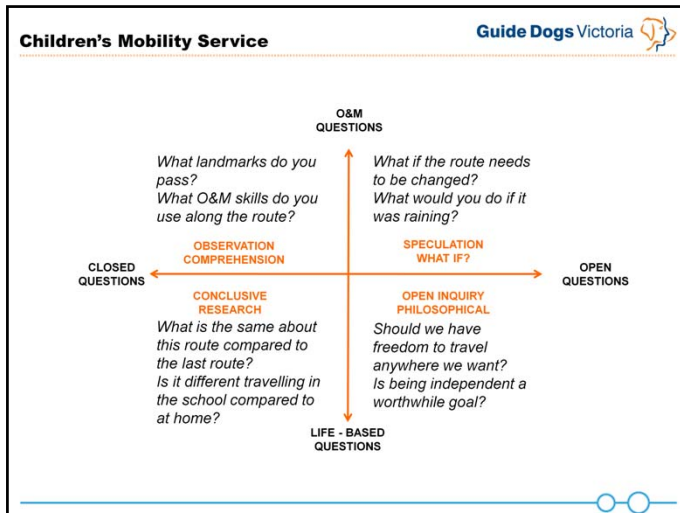 Children's Mobility Service
Guide Dogs Victoria
O&M
QUESTIONS
What landmarks do you
pass?
What O&M skills do you
use along the route?
What if the route needs
to be changed?
What would you do if it
was raining?
OBSERVATION
COMPREHENSION
SPECULATION
WHAT IF?
CLOSED
QUESTIONS
OPEN
QUESTIONS
CONCLUSIVE
RESEARCH
What is the same about
this route compared to
the last route?
Is it different travelling in
the school compared to
at home?
OPEN INQUIRY
PHILOSOPHICAL
Should we have
freedom to travel
anywhere we want?
Is being independent a
worthwhile goal?
LIFE - BASED
QUESTIONS